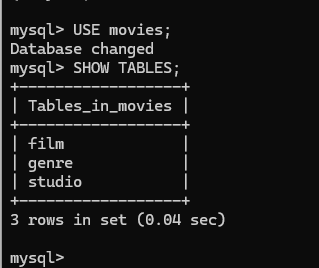 mysql> USE movies;
Database changed
mysql> SHOW TABLES;
+------------------+
| Tables_in_movies |
+------------------+
| film             |
| genre            |
| studio           |
+------------------+
3 rows in set (0.04 sec)
mysql>